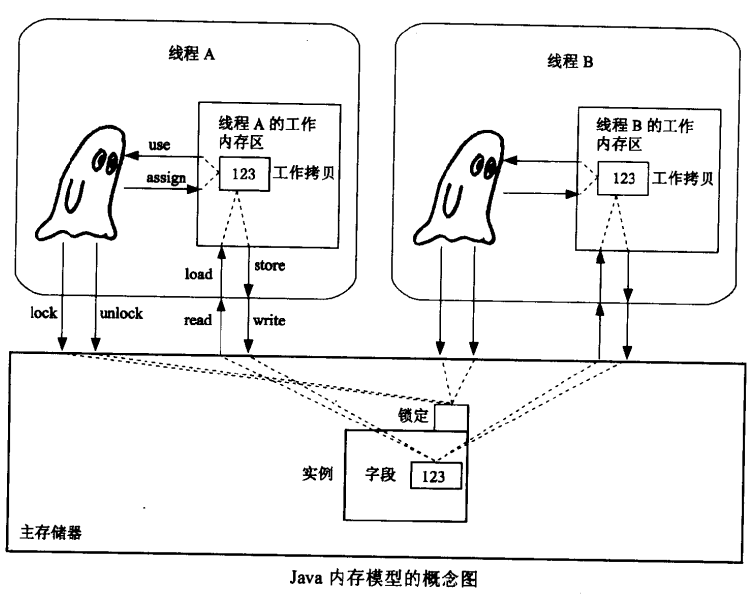 线程 A
线程 B
线程 A 的工作
内存区
线程 B 的工作
内存区
use
assign
123
工作拷贝
123
工作拷贝
load
store
lock
unlock
read
write
锁定
实例
字段
123
主存储器
Java 内存模型的概念图